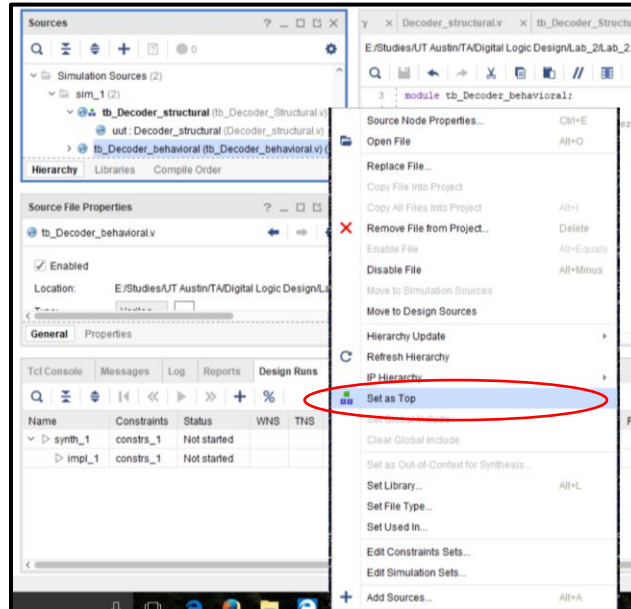 Sources
0
Simulation Sources (2)
sim_1 (2)
tb_Decoder_structural (tb_Decoder_Structural.v)
uut : Decoder_structural (Decoder_structural.v)
tb_Decoder_behavioral (tb_Decoder_behavioral.v) (
Hierarchy Libraries Compile Order
Source File Properties
tb_Decoder_behavioral.v
Enabled
Location: E:/Studies/UT Austin/TA/Digital Logic Design/La
General Properties
Tcl Console Messages Log Reports Design Runs
Name Constraints Status WNS TNS
synth_1 constrs_1 Not started
impl_1 constrs_1 Not started
y × Decoder_structural.v × tb_Decoder_Structu
E:/Studies/UT Austin/TA/Digital Logic Design/Lab_2/Lab_2.
3 module tb_Decoder_behavioral;
Source Node Properties... Ctrl+E
Open File Alt+O
Replace File...
Copy File Into Project
Copy All Files Into Project Alt+I
Remove File from Project... Delete
Enable File Alt+Equals
Disable File Alt+Minus
Move to Simulation Sources
Move to Design Sources
Hierarchy Update
Refresh Hierarchy
IP Hierarchy
Set as Top
Set Global Include
Clear Global Include
Set as Out-of-Context for Synthesis...
Set Library... Alt+L
Set File Type...
Set Used In...
Edit Constraints Sets...
Edit Simulation Sets...
Add Sources... Alt+A